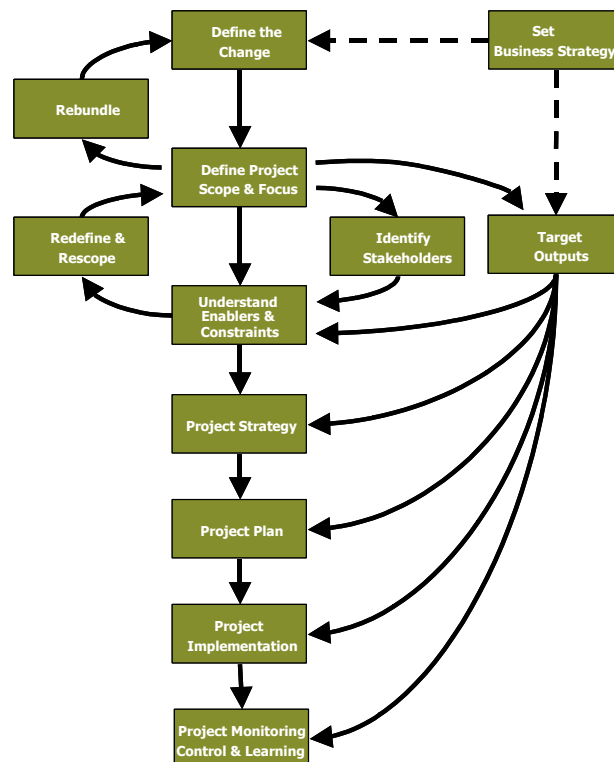 Define the
Change
Set
Business Strategy
Rebundle
Define Project
Scope & Focus
Redefine &
Rescope
Identify
Stakeholders
Target
Outputs
Understand
Enablers &
Constraints
Project Strategy
Project Plan
Project
Implementation
Project Monitoring
Control & Learning